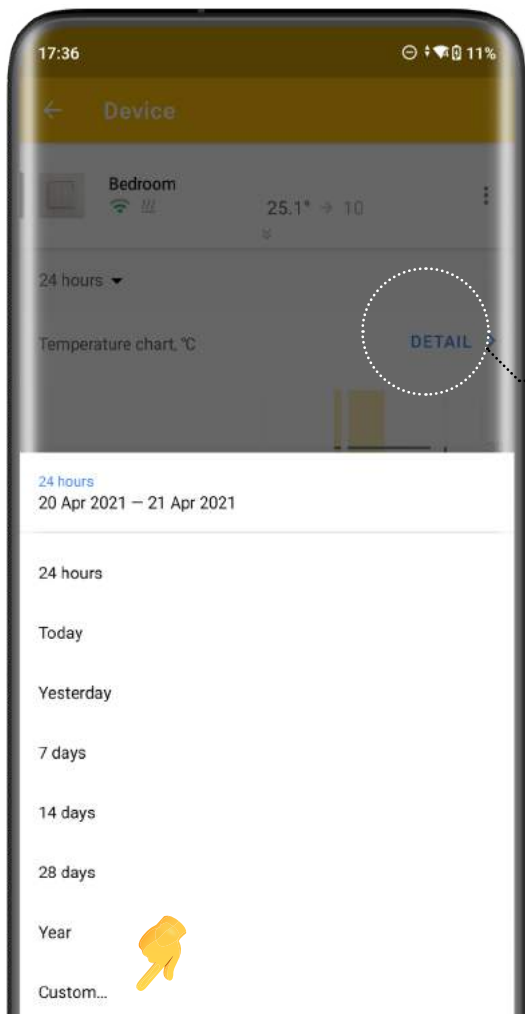 17:36 11%
Device
Bedroom
25.1° → 10
24 hours
Temperature chart, °C DETAIL
24 hours
20 Apr 2021 — 21 Apr 2021
24 hours
Today
Yesterday
7 days
14 days
28 days
Year
Custom...